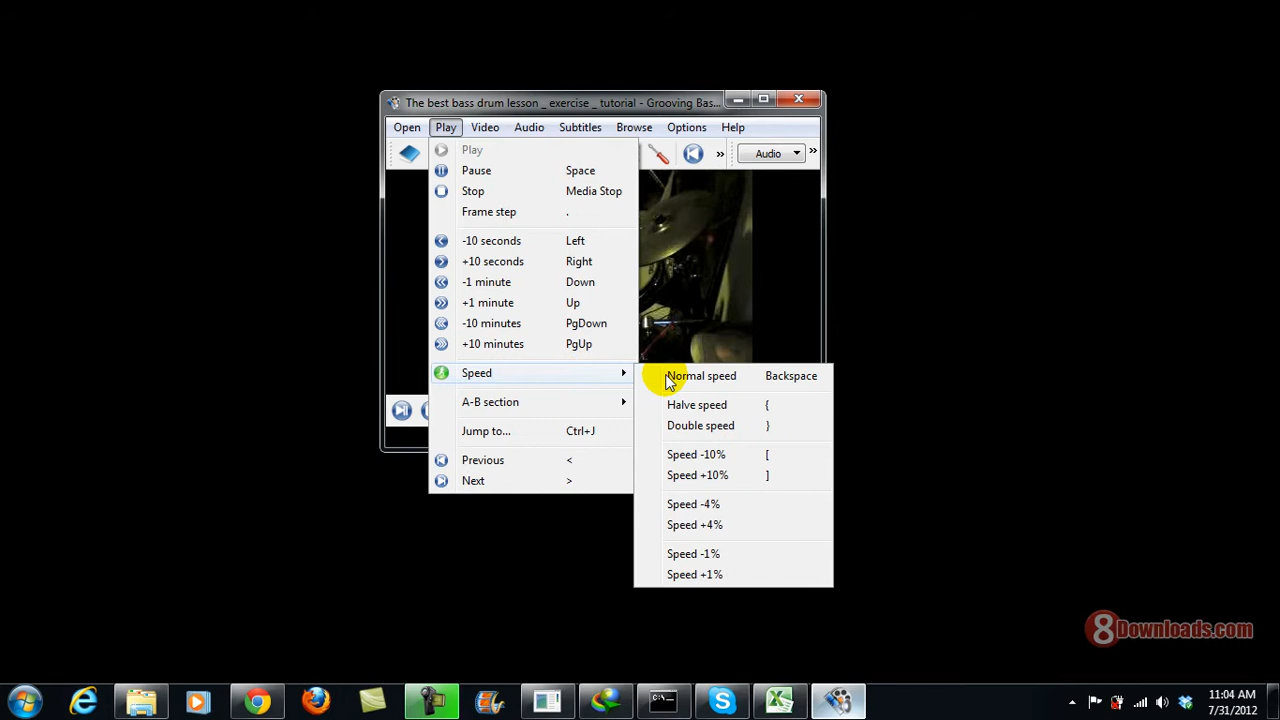 The best bass drum lesson _ exercise _ tutorial - Grooving Bas...
Open Play Video Audio Subtitles Browse Options Help
» Audio »
Play
Pause Space
Stop Media Stop
Frame step .
-10 seconds Left
+10 seconds Right
-1 minute Down
+1 minute Up
-10 minutes PgDown
+10 minutes PgUp
Speed
A-B section
Jump to... Ctrl+J
Previous <
Next >
Normal speed Backspace
Halve speed {
Double speed }
Speed -10% [
Speed +10% ]
Speed -4%
Speed +4%
Speed -1%
Speed +1%
8Downloads.com
11:04 AM
7/31/2012